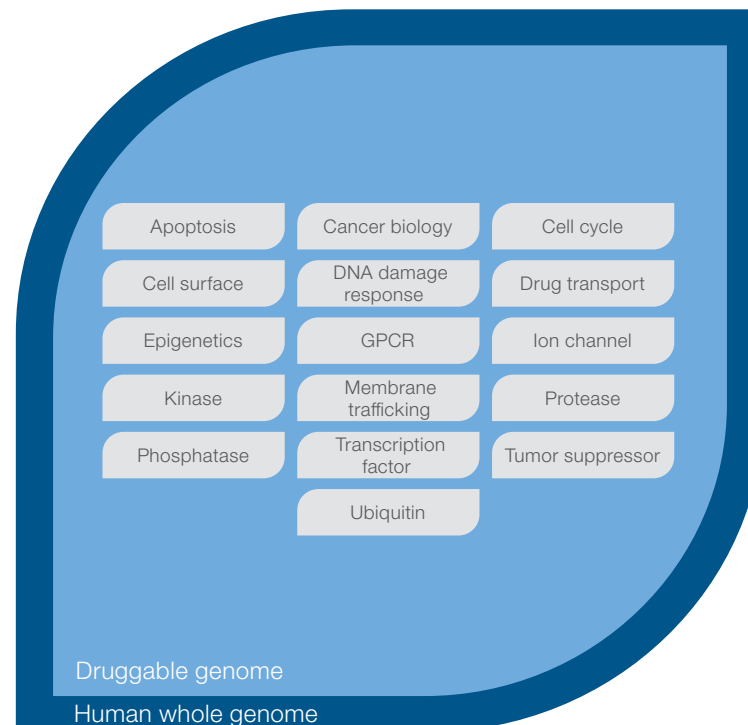 Apoptosis
Cancer biology
Cell cycle
Cell surface
DNA damage
response
Drug transport
Epigenetics
GPCR
Ion channel
Kinase
Membrane
trafficking
Protease
Phosphatase
Transcription
factor
Tumor suppressor
Ubiquitin
Druggable genome
Human whole genome